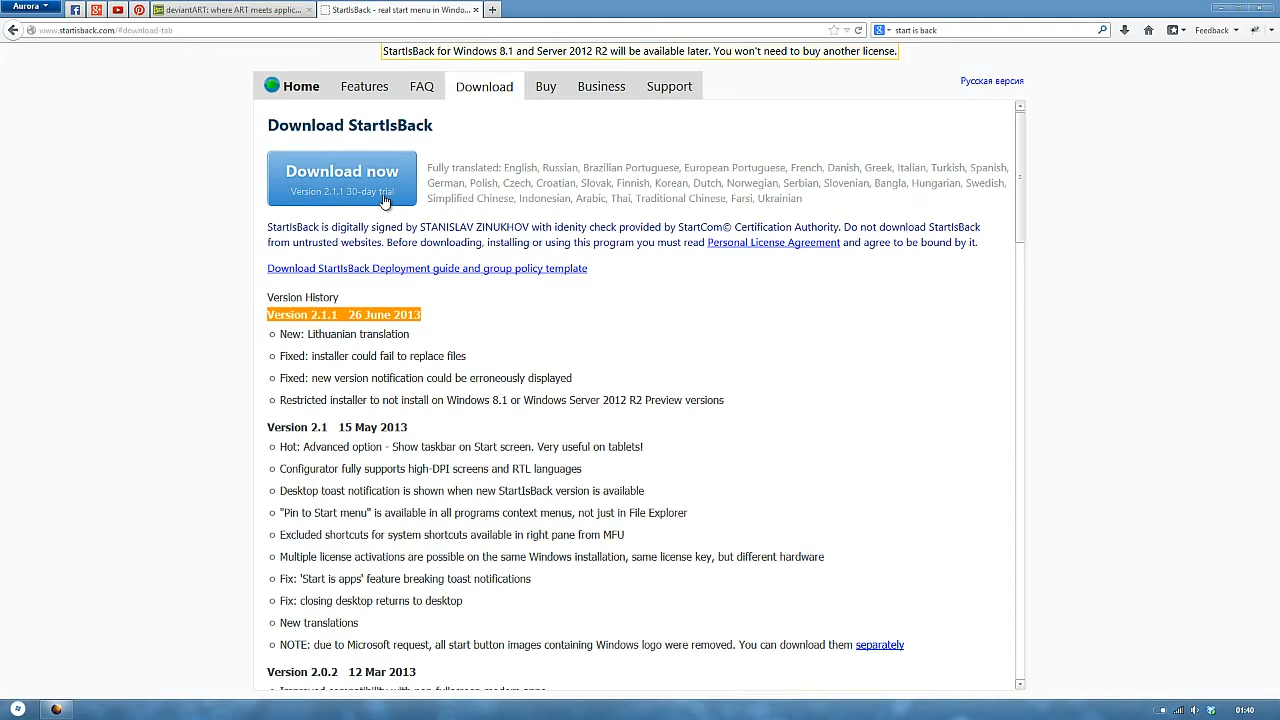 Aurora
deviantART: where ART meets applic...
StartIsBack - real start menu in Windo...
www.startisback.com/#download-tab
start is back
Feedback
StartIsBack for Windows 8.1 and Server 2012 R2 will be available later. You won't need to buy another license.
Home Features FAQ Download Buy Business Support
Русская версия
Download StartIsBack
Download now
Version 2.1.1 30-day trial
Fully translated: English, Russian, Brazilian Portuguese, European Portuguese, French, Danish, Greek, Italian, Turkish, Spanish,
German, Polish, Czech, Croatian, Slovak, Finnish, Korean, Dutch, Norwegian, Serbian, Slovenian, Bangla, Hungarian, Swedish,
Simplified Chinese, Indonesian, Arabic, Thai, Traditional Chinese, Farsi, Ukrainian
StartIsBack is digitally signed by STANISLAV ZINUKHOV with idenity check provided by StartCom© Certification Authority. Do not download StartIsBack
from untrusted websites. Before downloading, installing or using this program you must read Personal License Agreement and agree to be bound by it.
Download StartIsBack Deployment guide and group policy template
Version History
Version 2.1.1 26 June 2013
New: Lithuanian translation
Fixed: installer could fail to replace files
Fixed: new version notification could be erroneously displayed
Restricted installer to not install on Windows 8.1 or Windows Server 2012 R2 Preview versions
Version 2.1 15 May 2013
Hot: Advanced option - Show taskbar on Start screen. Very useful on tablets!
Configurator fully supports high-DPI screens and RTL languages
Desktop toast notification is shown when new StartIsBack version is available
"Pin to Start menu" is available in all programs context menus, not just in File Explorer
Excluded shortcuts for system shortcuts available in right pane from MFU
Multiple license activations are possible on the same Windows installation, same license key, but different hardware
Fix: 'Start is apps' feature breaking toast notifications
Fix: closing desktop returns to desktop
New translations
NOTE: due to Microsoft request, all start button images containing Windows logo were removed. You can download them separately
Version 2.0.2 12 Mar 2013
Improved compatibility with non-fullscreen modern apps
01:40